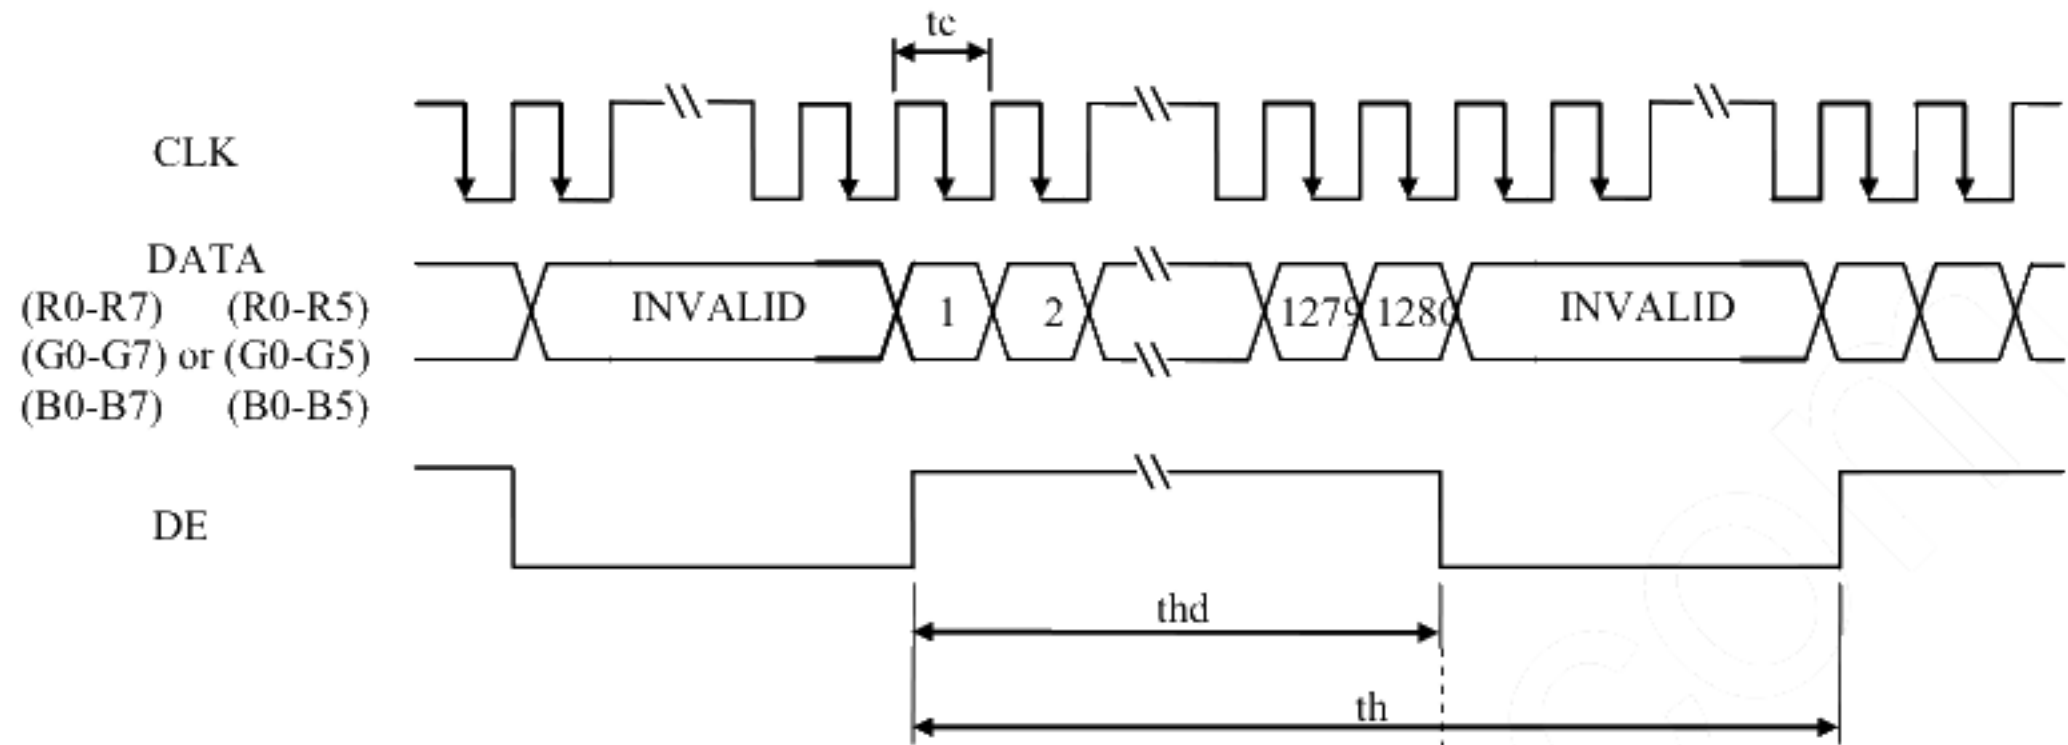 tc
CLK
DATA
(R0-R7) (R0-R5)
(G0-G7) or (G0-G5)
(B0-B7) (B0-B5)
INVALID 1 2 1279 1280 INVALID
DE
thd
th
com